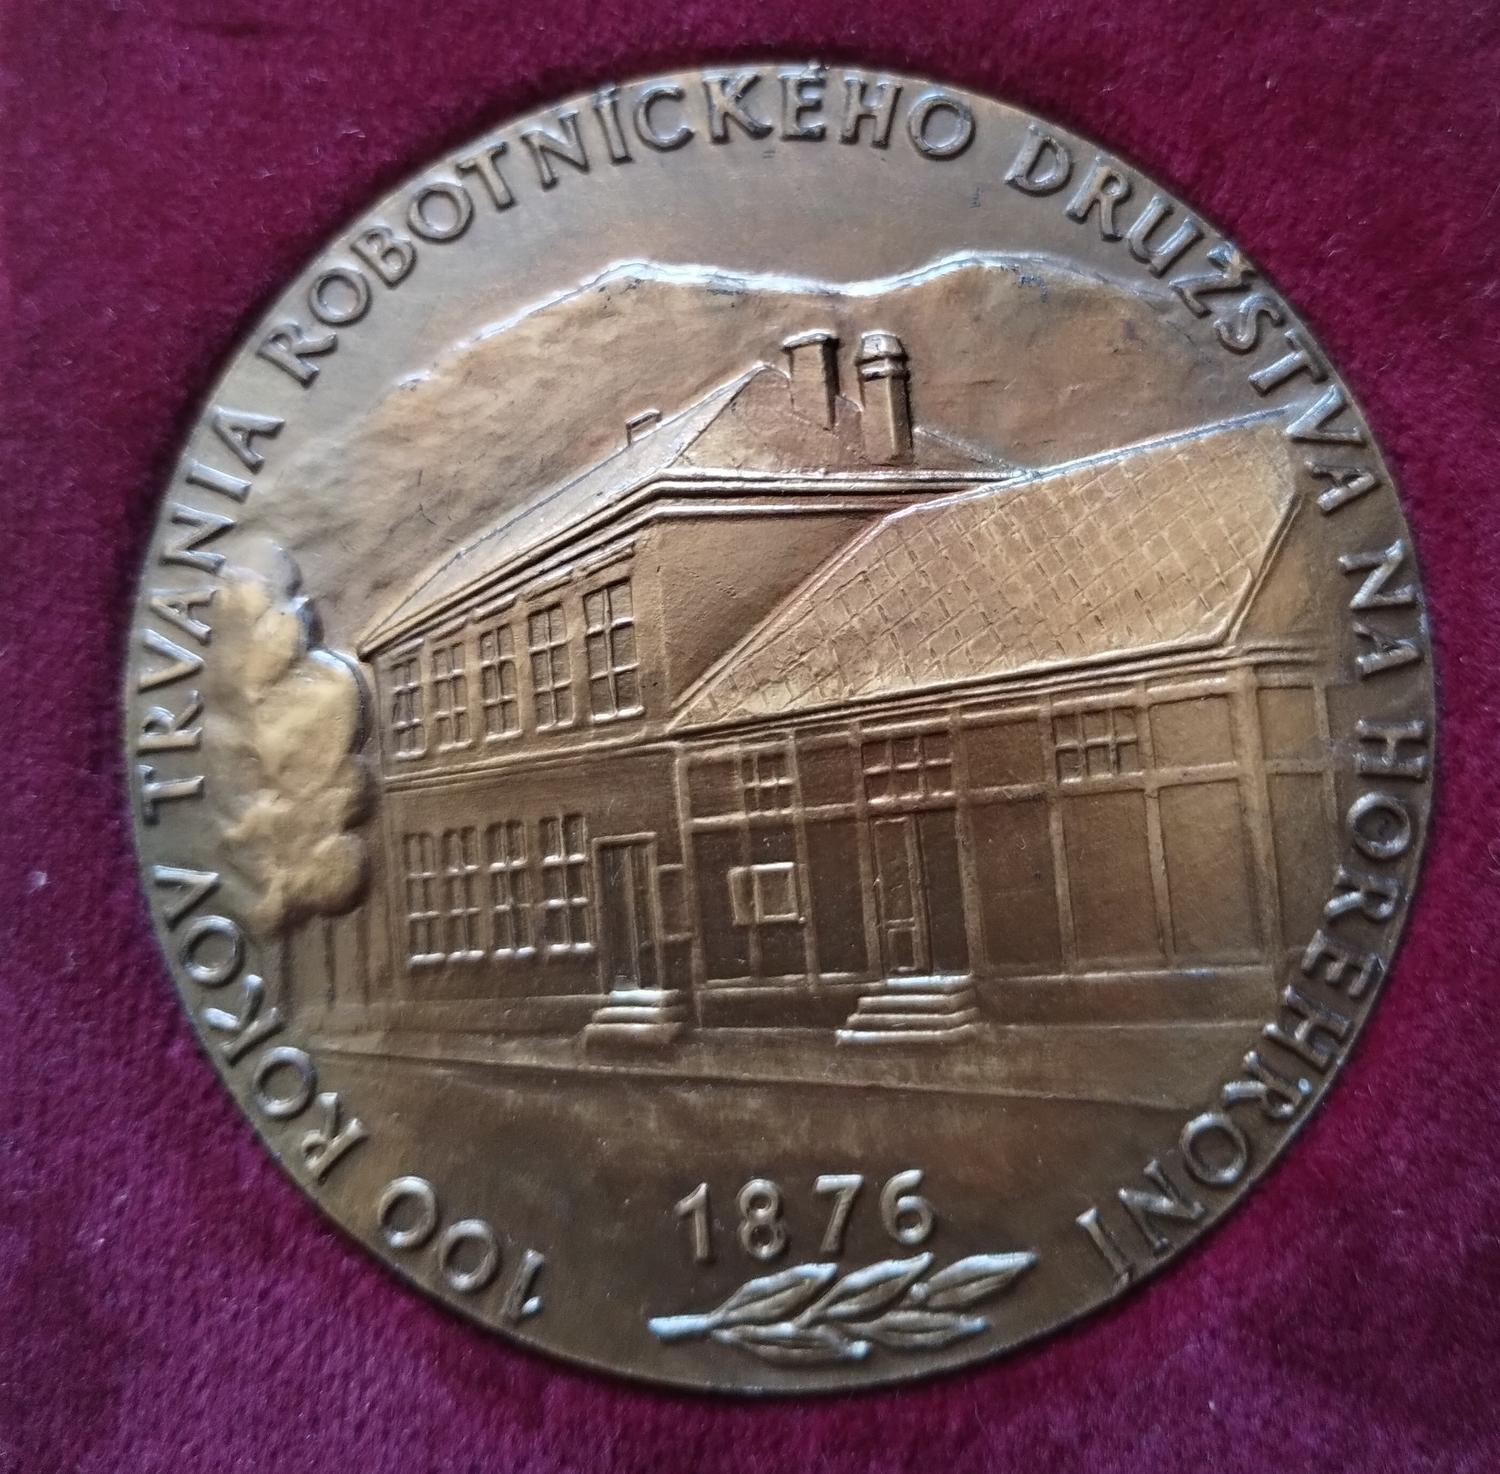 100 ROKOV TRVANIA ROBOTNÍCKEHO DRUŽSTVA NA HOREHRONÍ
1876